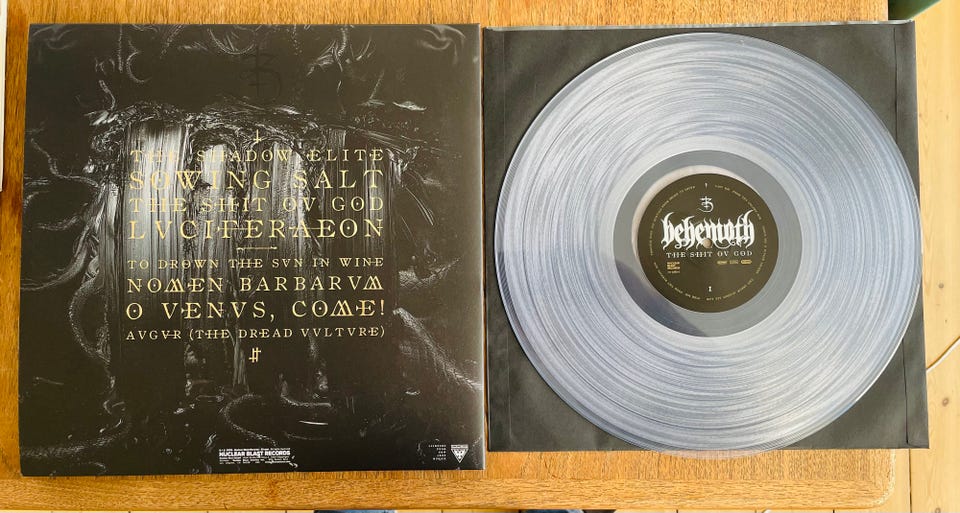 THE SHADOW ELITE
SOWING SALT
THE SHIT OV GOD
LVCIFERAEON
TO DROWN THE SVN IN WINE
NOMEN BARBARVM
O VENVS, COME!
AVGVR (THE DREAD VVLTVRE)
NUCLEAR BLAST RECORDS
behemoth
THE SHIT OV GOD
I